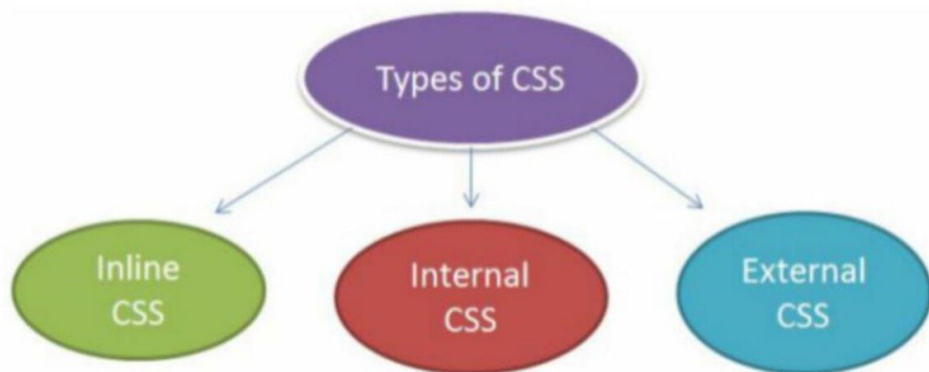 Types of CSS
Inline
CSS
Internal
CSS
External
CSS